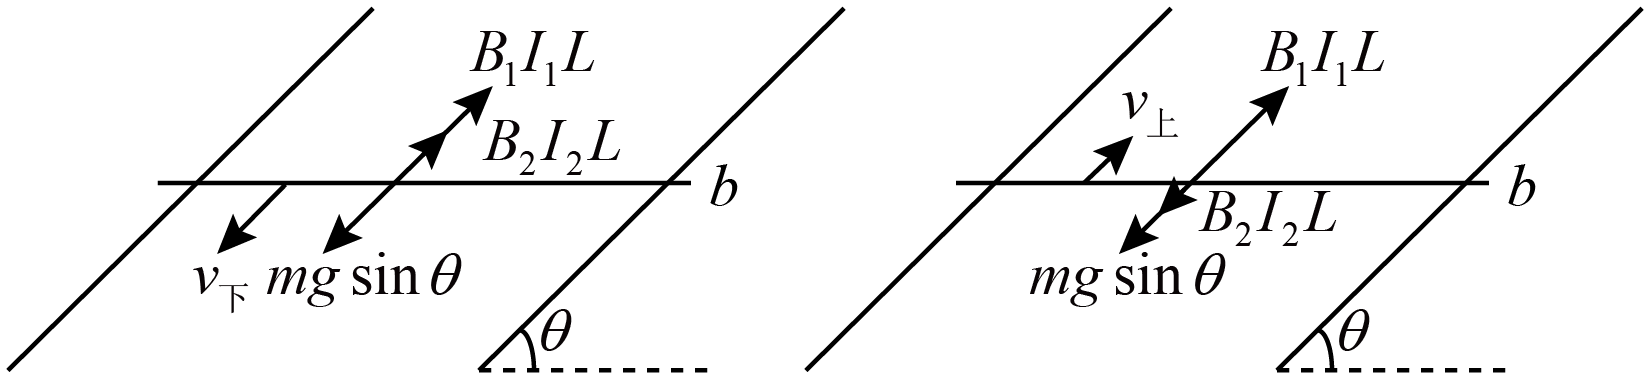 B₁I₁L
B₂I₂L
b
v下
mg sin θ
θ
B₁I₁L
v上
b
B₂I₂L
mg sin θ
θ